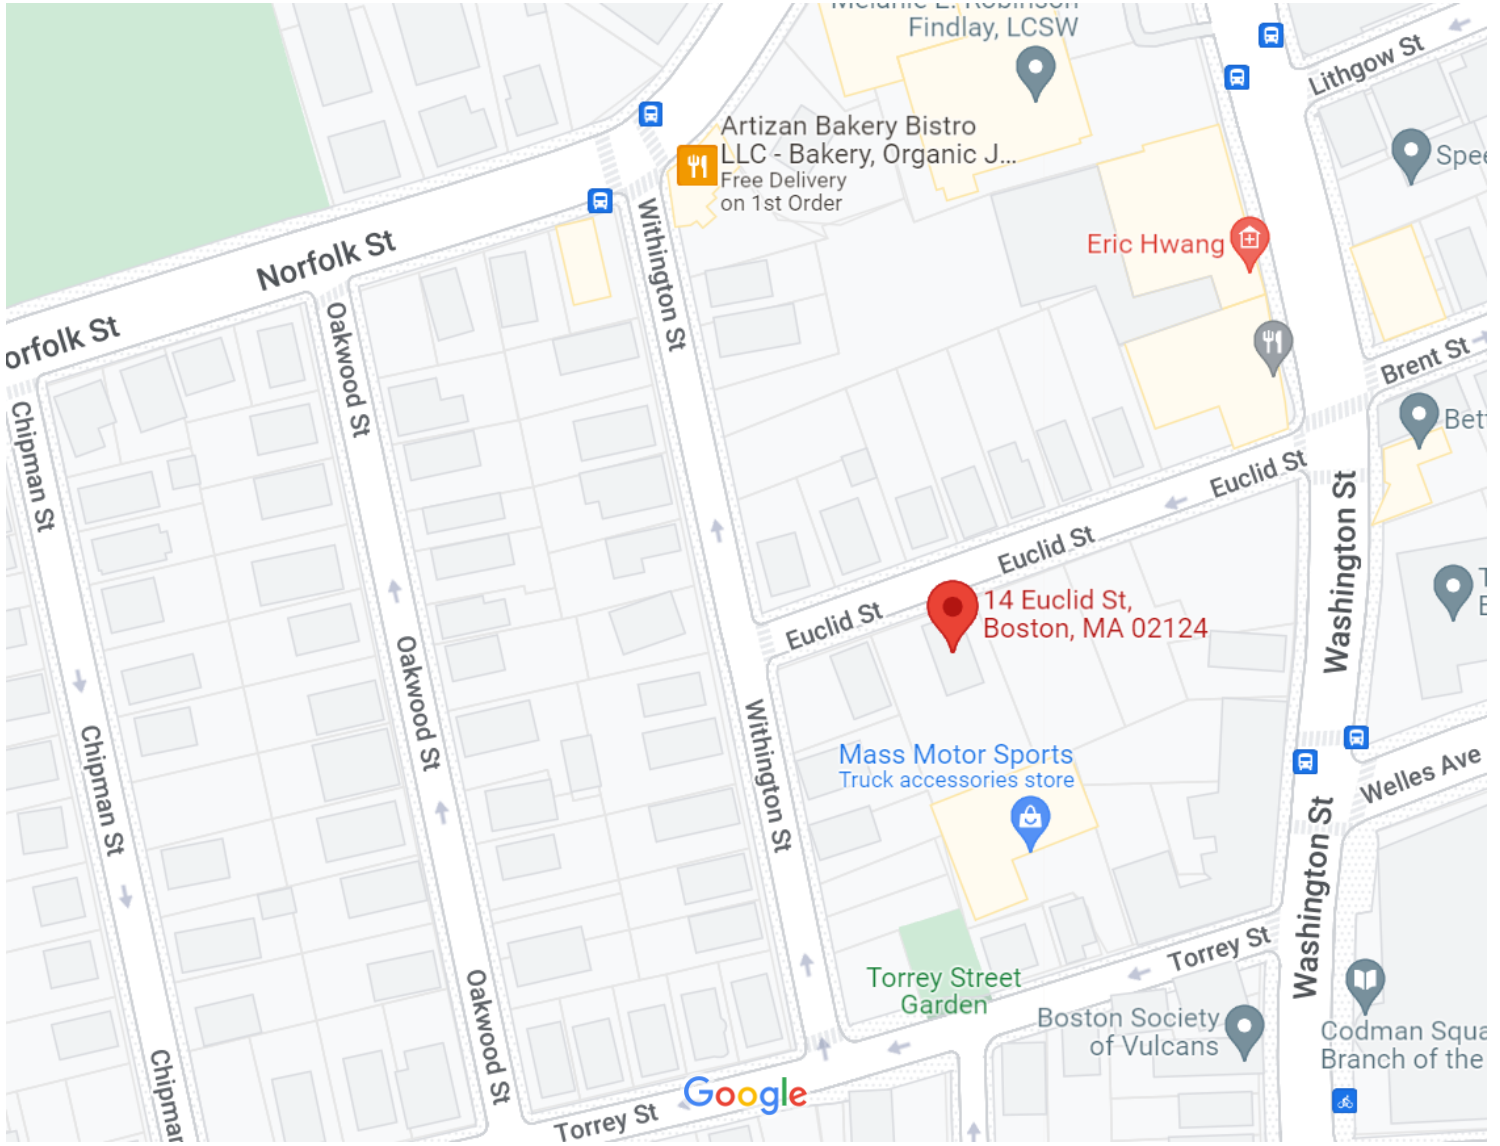 Melanie E. Robinson
Findlay, LCSW
Lithgow St
Artizan Bakery Bistro
LLC - Bakery, Organic J...
Free Delivery
on 1st Order
Spee
Withington St
Norfolk St
Eric Hwang
orfolk St
Oakwood St
Brent St
Chipman St
Bett
Euclid St
Washington St
Euclid St
Euclid St
14 Euclid St,
Boston, MA 02124
T
E
Oakwood St
Withington St
Chipman St
Mass Motor Sports
Truck accessories store
Welles Ave
Washington St
Torrey St
Torrey Street
Garden
Oakwood St
Boston Society
of Vulcans
Codman Squa
Branch of the
Chipman
Google
Torrey St